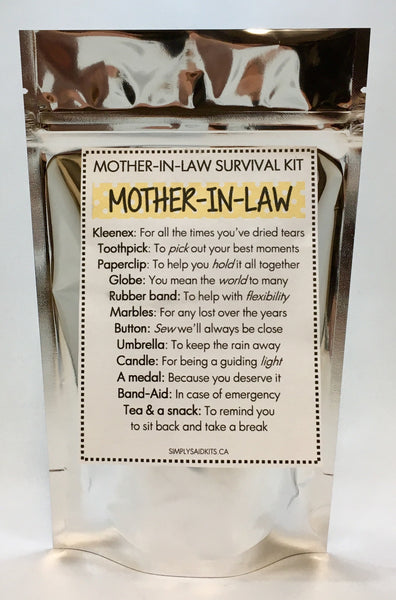 MOTHER-IN-LAW SURVIVAL KIT
MOTHER-IN-LAW
Kleenex: For all the times you've dried tears
Toothpick: To pick out your best moments
Paperclip: To help you hold it all together
Globe: You mean the world to many
Rubber band: To help with flexibility
Marbles: For any lost over the years
Button: Sew we'll always be close
Umbrella: To keep the rain away
Candle: For being a guiding light
A medal: Because you deserve it
Band-Aid: In case of emergency
Tea & a snack: To remind you
to sit back and take a break
SIMPLYSAIDKITS.CA